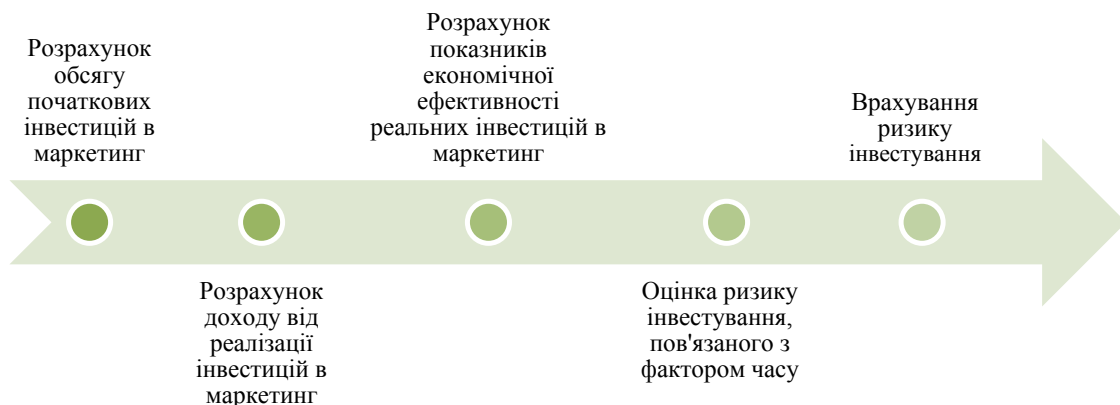 Розрахунок
обсягу
початкових
інвестицій в
маркетинг
Розрахунок
доходу від
реалізації
інвестицій в
маркетинг
Розрахунок
показників
економічної
ефективності
реальних інвестицій в
маркетинг
Оцінка ризику
інвестування,
пов'язаного з
фактором часу
Врахування
ризику
інвестування